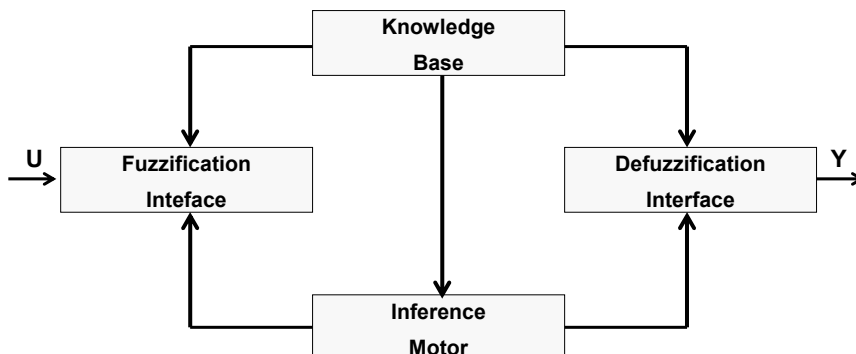 Knowledge
Base
U
Fuzzification
Inteface
Defuzzification
Interface
Y
Inference
Motor